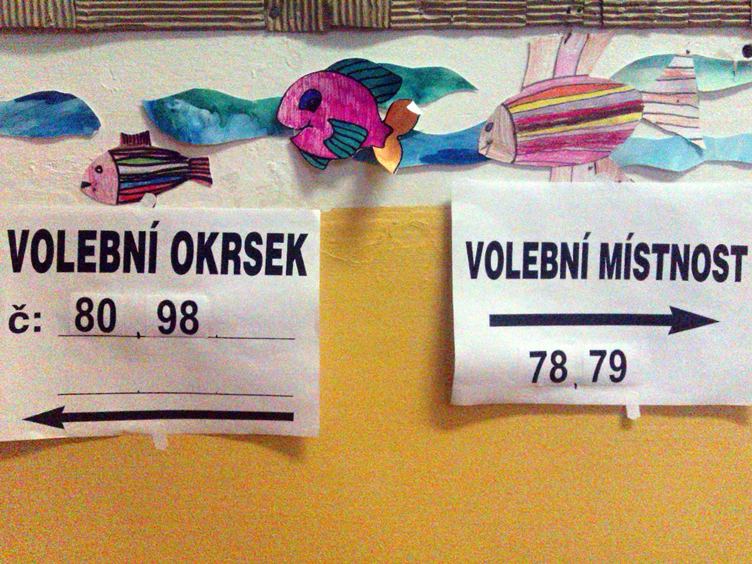 VOLEBNÍ OKRSEK
č: 80, 98
VOLEBNÍ MÍSTNOST
78, 79